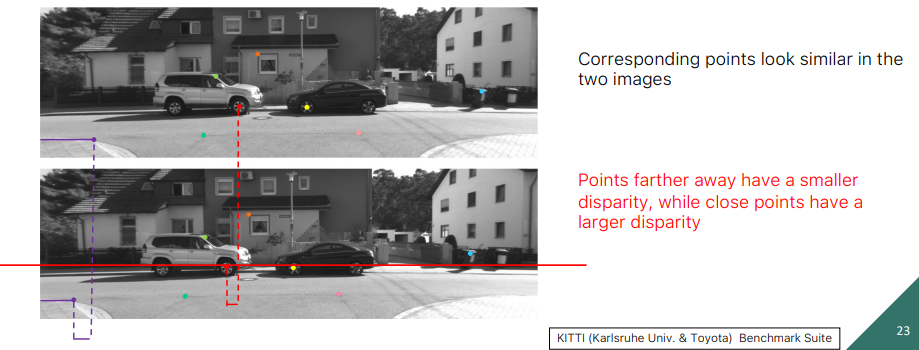 Corresponding points look similar in the
two images
Points farther away have a smaller
disparity, while close points have a
larger disparity
KITTI (Karlsruhe Univ. & Toyota) Benchmark Suite
23